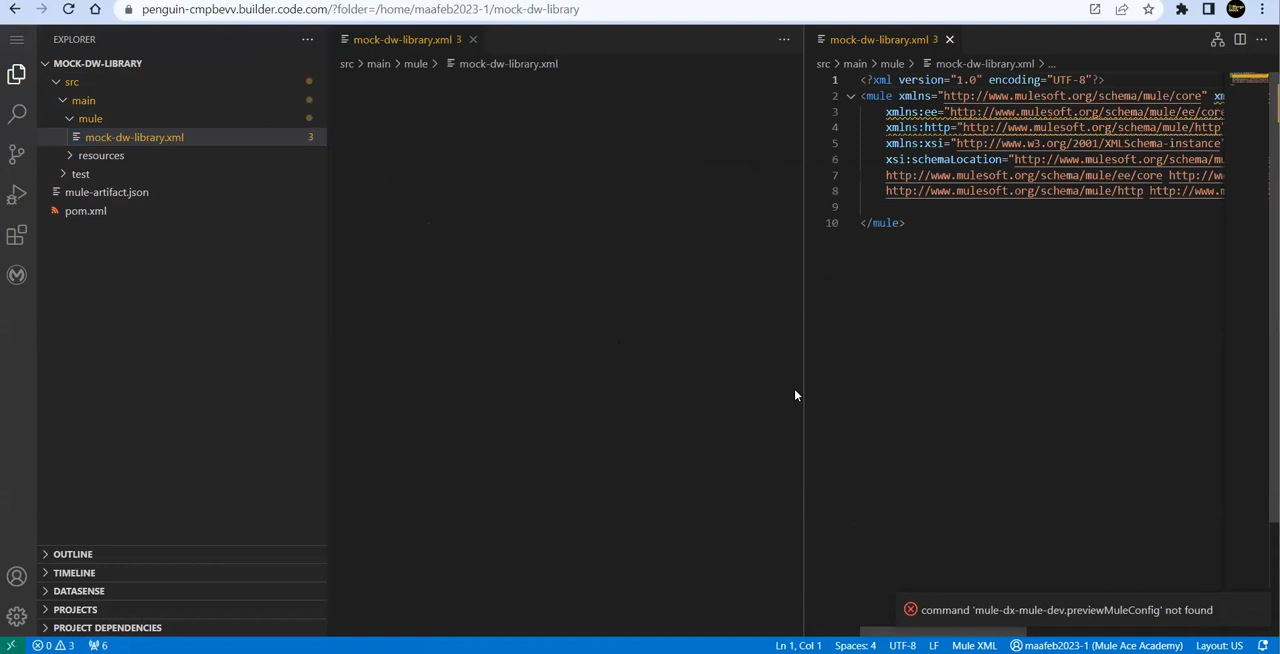 penguin-cmpbevv.builder.code.com/?folder=/home/maafeb2023-1/mock-dw-library
EXPLORER
MOCK-DW-LIBRARY
src
main
mule
mock-dw-library.xml 3
resources
test
mule-artifact.json
pom.xml
OUTLINE
TIMELINE
DATASENSE
PROJECTS
PROJECT DEPENDENCIES
mock-dw-library.xml 3
src > main > mule > mock-dw-library.xml
mock-dw-library.xml 3
src > main > mule > mock-dw-library.xml > ...
1 <?xml version="1.0" encoding="UTF-8"?>
2 <mule xmlns="http://www.mulesoft.org/schema/mule/core" xm
3 xmlns:ee="http://www.mulesoft.org/schema/mule/ee/core
4 xmlns:http="http://www.mulesoft.org/schema/mule/http"
5 xmlns:xsi="http://www.w3.org/2001/XMLSchema-instance"
6 xsi:schemaLocation="http://www.mulesoft.org/schema/mu
7 http://www.mulesoft.org/schema/mule/ee/core http://ww
8 http://www.mulesoft.org/schema/mule/http http://www.m
9
10 </mule>
command 'mule-dx-mule-dev.previewMuleConfig' not found
0 3 6 Ln 1, Col 1 Spaces: 4 UTF-8 LF Mule XML maafeb2023-1 (Mule Ace Academy) Layout: US